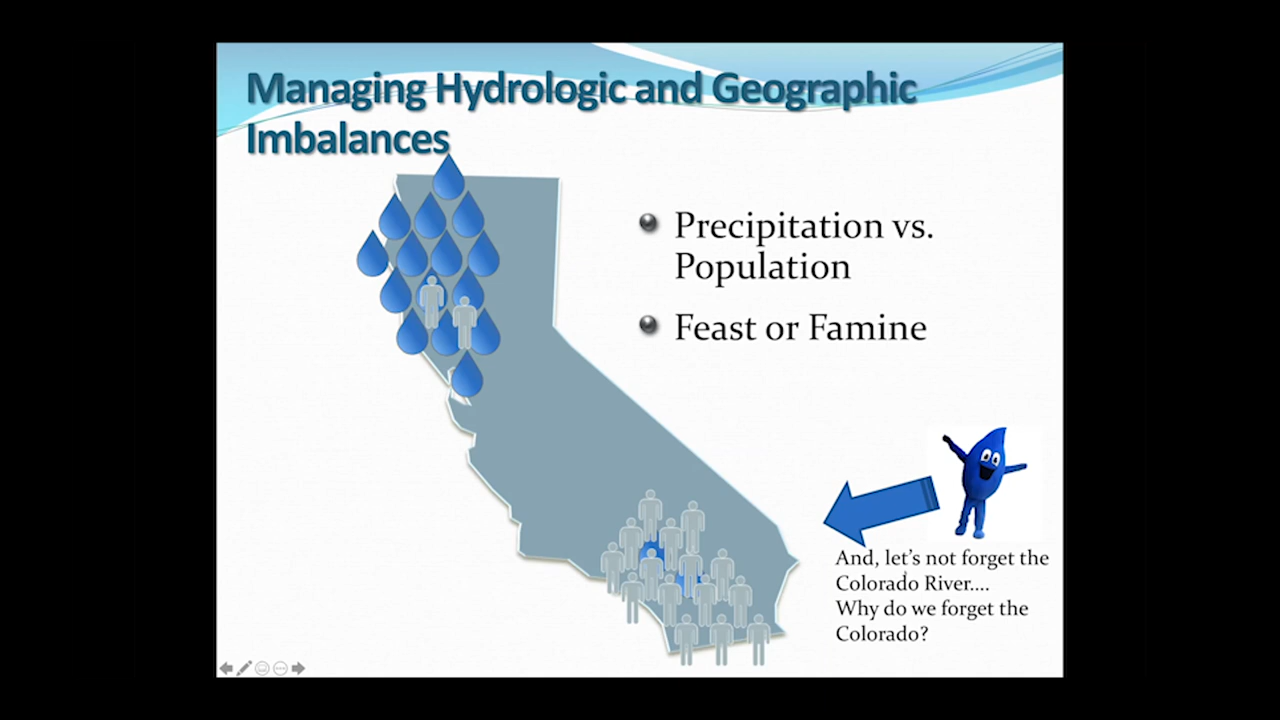 Managing Hydrologic and Geographic
Imbalances
Precipitation vs.
Population
Feast or Famine
And, let's not forget the
Colorado River....
Why do we forget the
Colorado?